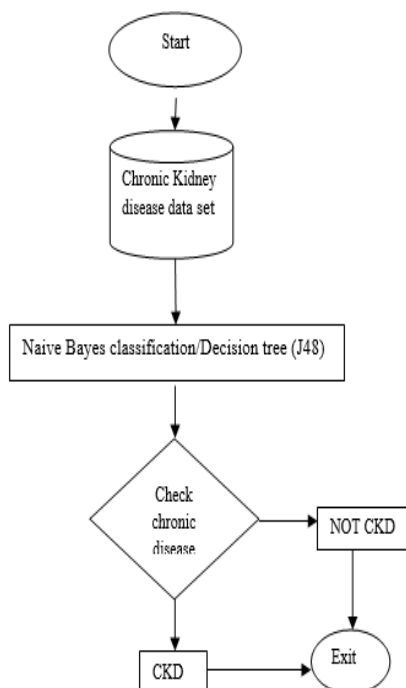 Start
Chronic Kidney
disease data set
Naive Bayes classification/Decision tree (J48)
Check
chronic
disease
NOT CKD
CKD
Exit